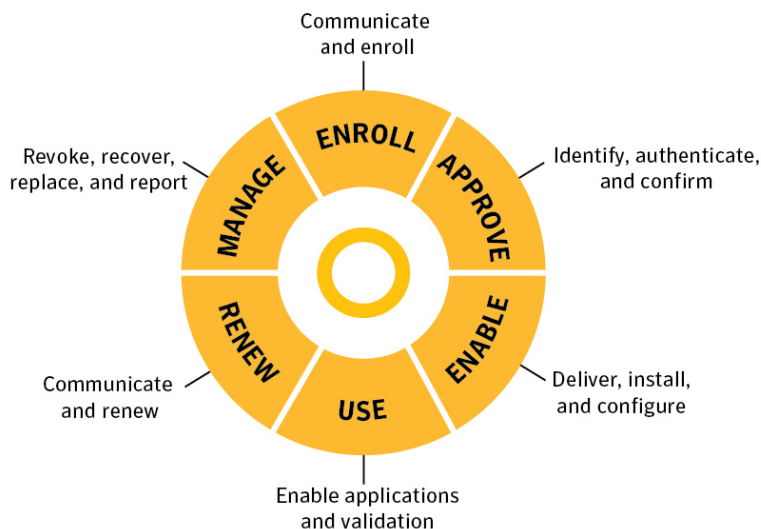 Communicate
and enroll
ENROLL
Revoke, recover,
replace, and report
MANAGE
APPROVE
Identify, authenticate,
and confirm
RENEW
ENABLE
Communicate
and renew
USE
Deliver, install,
and configure
Enable applications
and validation